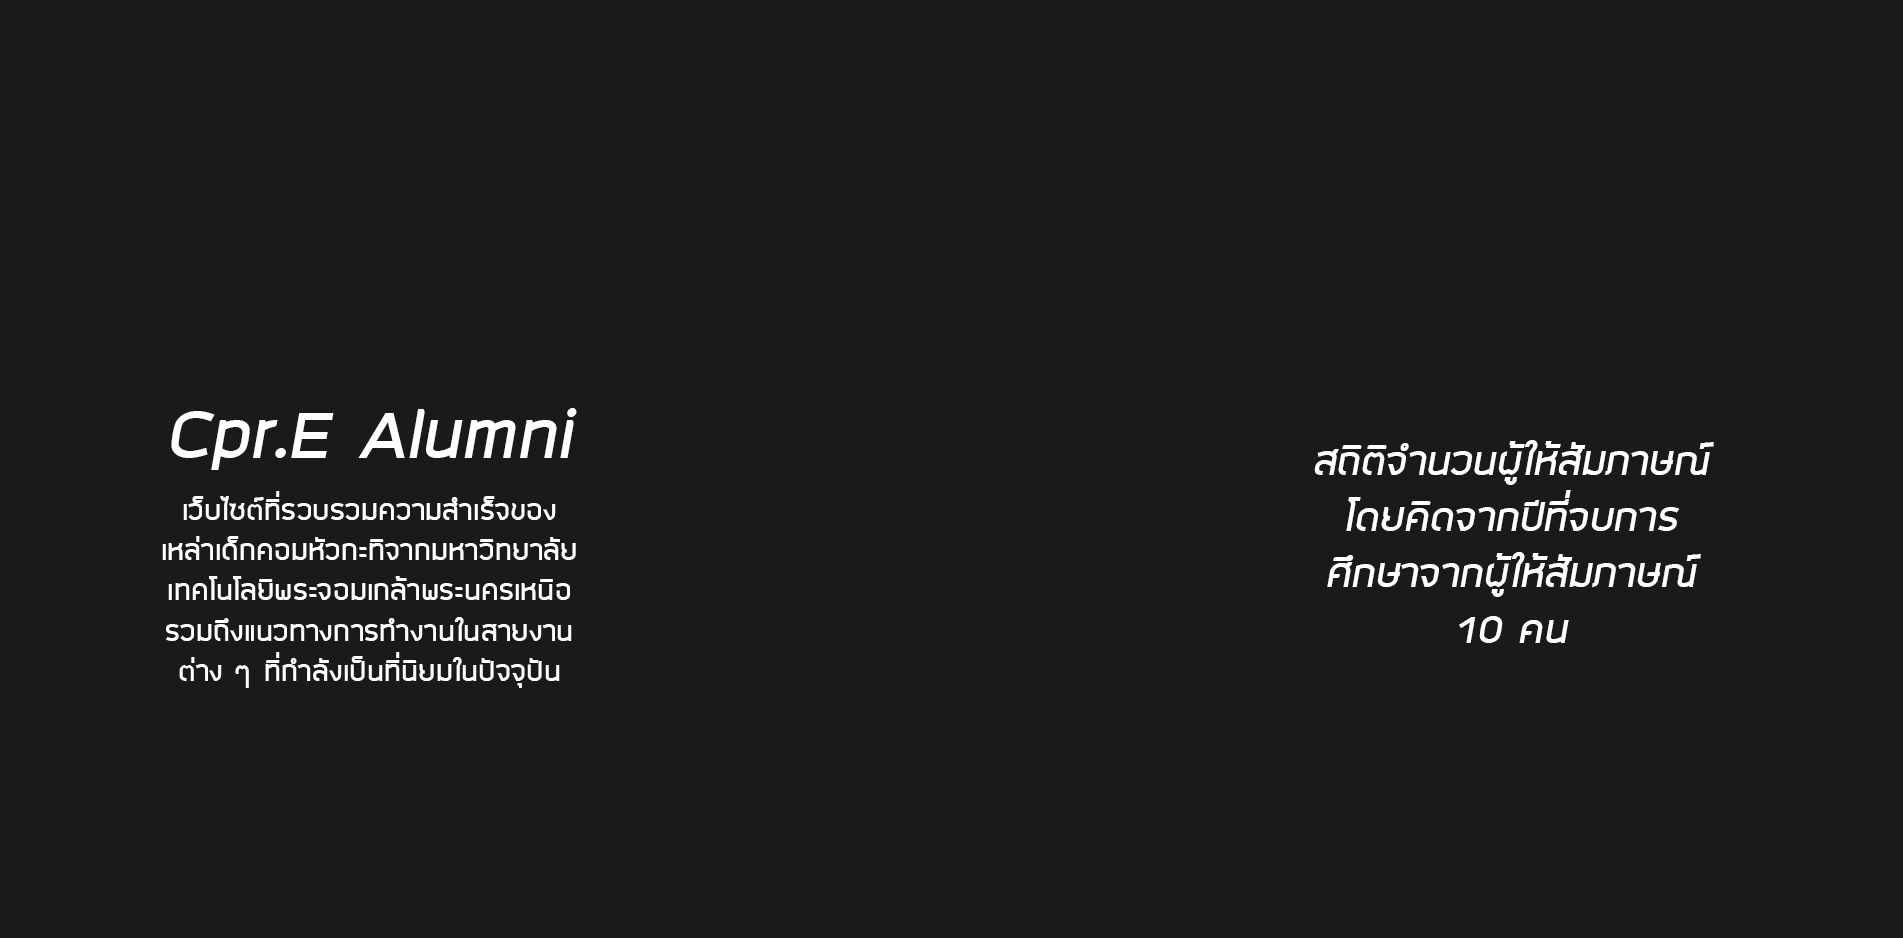 Cpr.E Alumni
เว็บไซต์ที่รวบรวมความสำเร็จของ
เหล่าเด็กคอมหัวกะทิจากมหาวิทยาลัย
เทคโนโลยีพระจอมเกล้าพระนครเหนือ
รวมถึงแนวทางการทำงานในสายงาน
ต่าง ๆ ที่กำลังเป็นที่นิยมในปัจจุปัน
สถิติจำนวนผู้ให้สัมภาษณ์
โดยคิดจากปีที่จบการ
ศึกษาจากผู้ให้สัมภาษณ์
10 คน